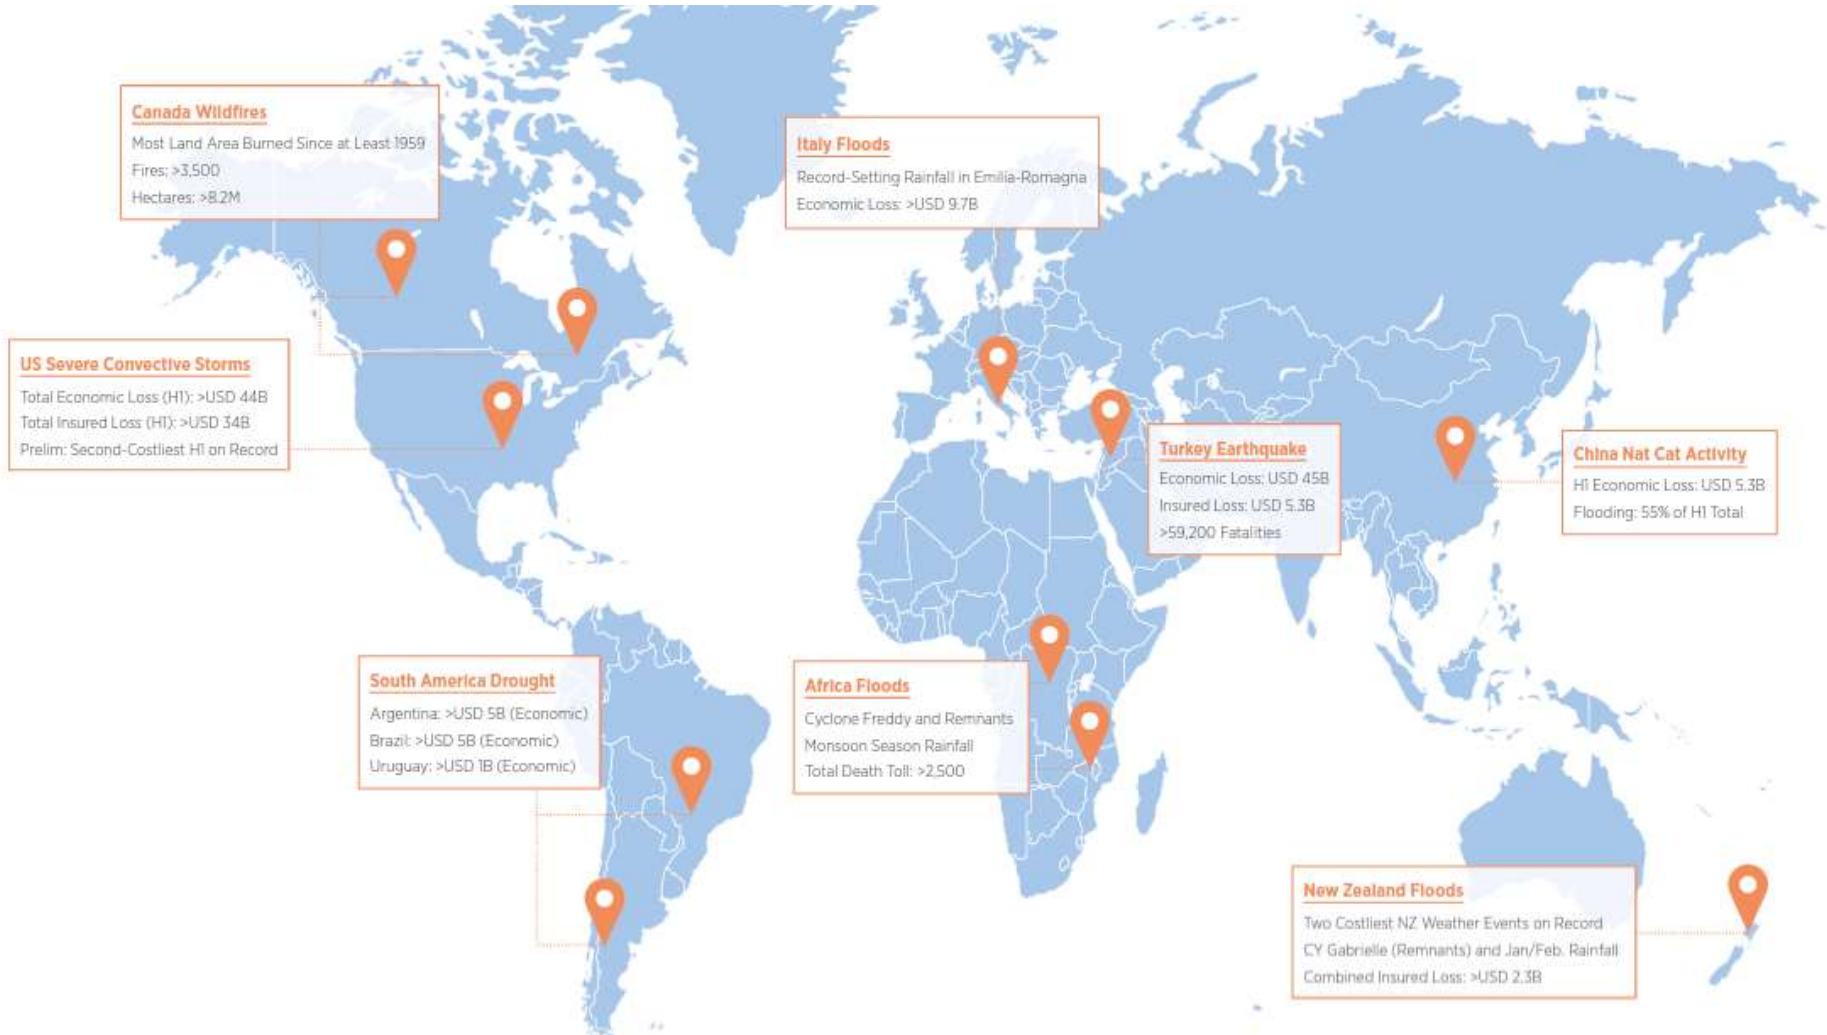 Canada Wildfires
Most Land Area Burned Since at Least 1959
Fires: >3,500
Hectares: >8.2M
Italy Floods
Record-Setting Rainfall in Emilia-Romagna
Economic Loss: >USD 9.7B
US Severe Convective Storms
Total Economic Loss (H1): >USD 44B
Total Insured Loss (H1): >USD 34B
Prelim: Second-Costliest H1 on Record
Turkey Earthquake
Economic Loss: USD 45B
Insured Loss: USD 5.3B
>59,200 Fatalities
China Nat Cat Activity
H1 Economic Loss: USD 5.3B
Flooding: 55% of H1 Total
South America Drought
Argentina: >USD 5B (Economic)
Brazil: >USD 5B (Economic)
Uruguay: >USD 1B (Economic)
Africa Floods
Cyclone Freddy and Remnants
Monsoon Season Rainfall
Total Death Toll: >2,500
New Zealand Floods
Two Costliest NZ Weather Events on Record
CY Gabrielle (Remnants) and Jan/Feb. Rainfall
Combined Insured Loss: >USD 2.3B